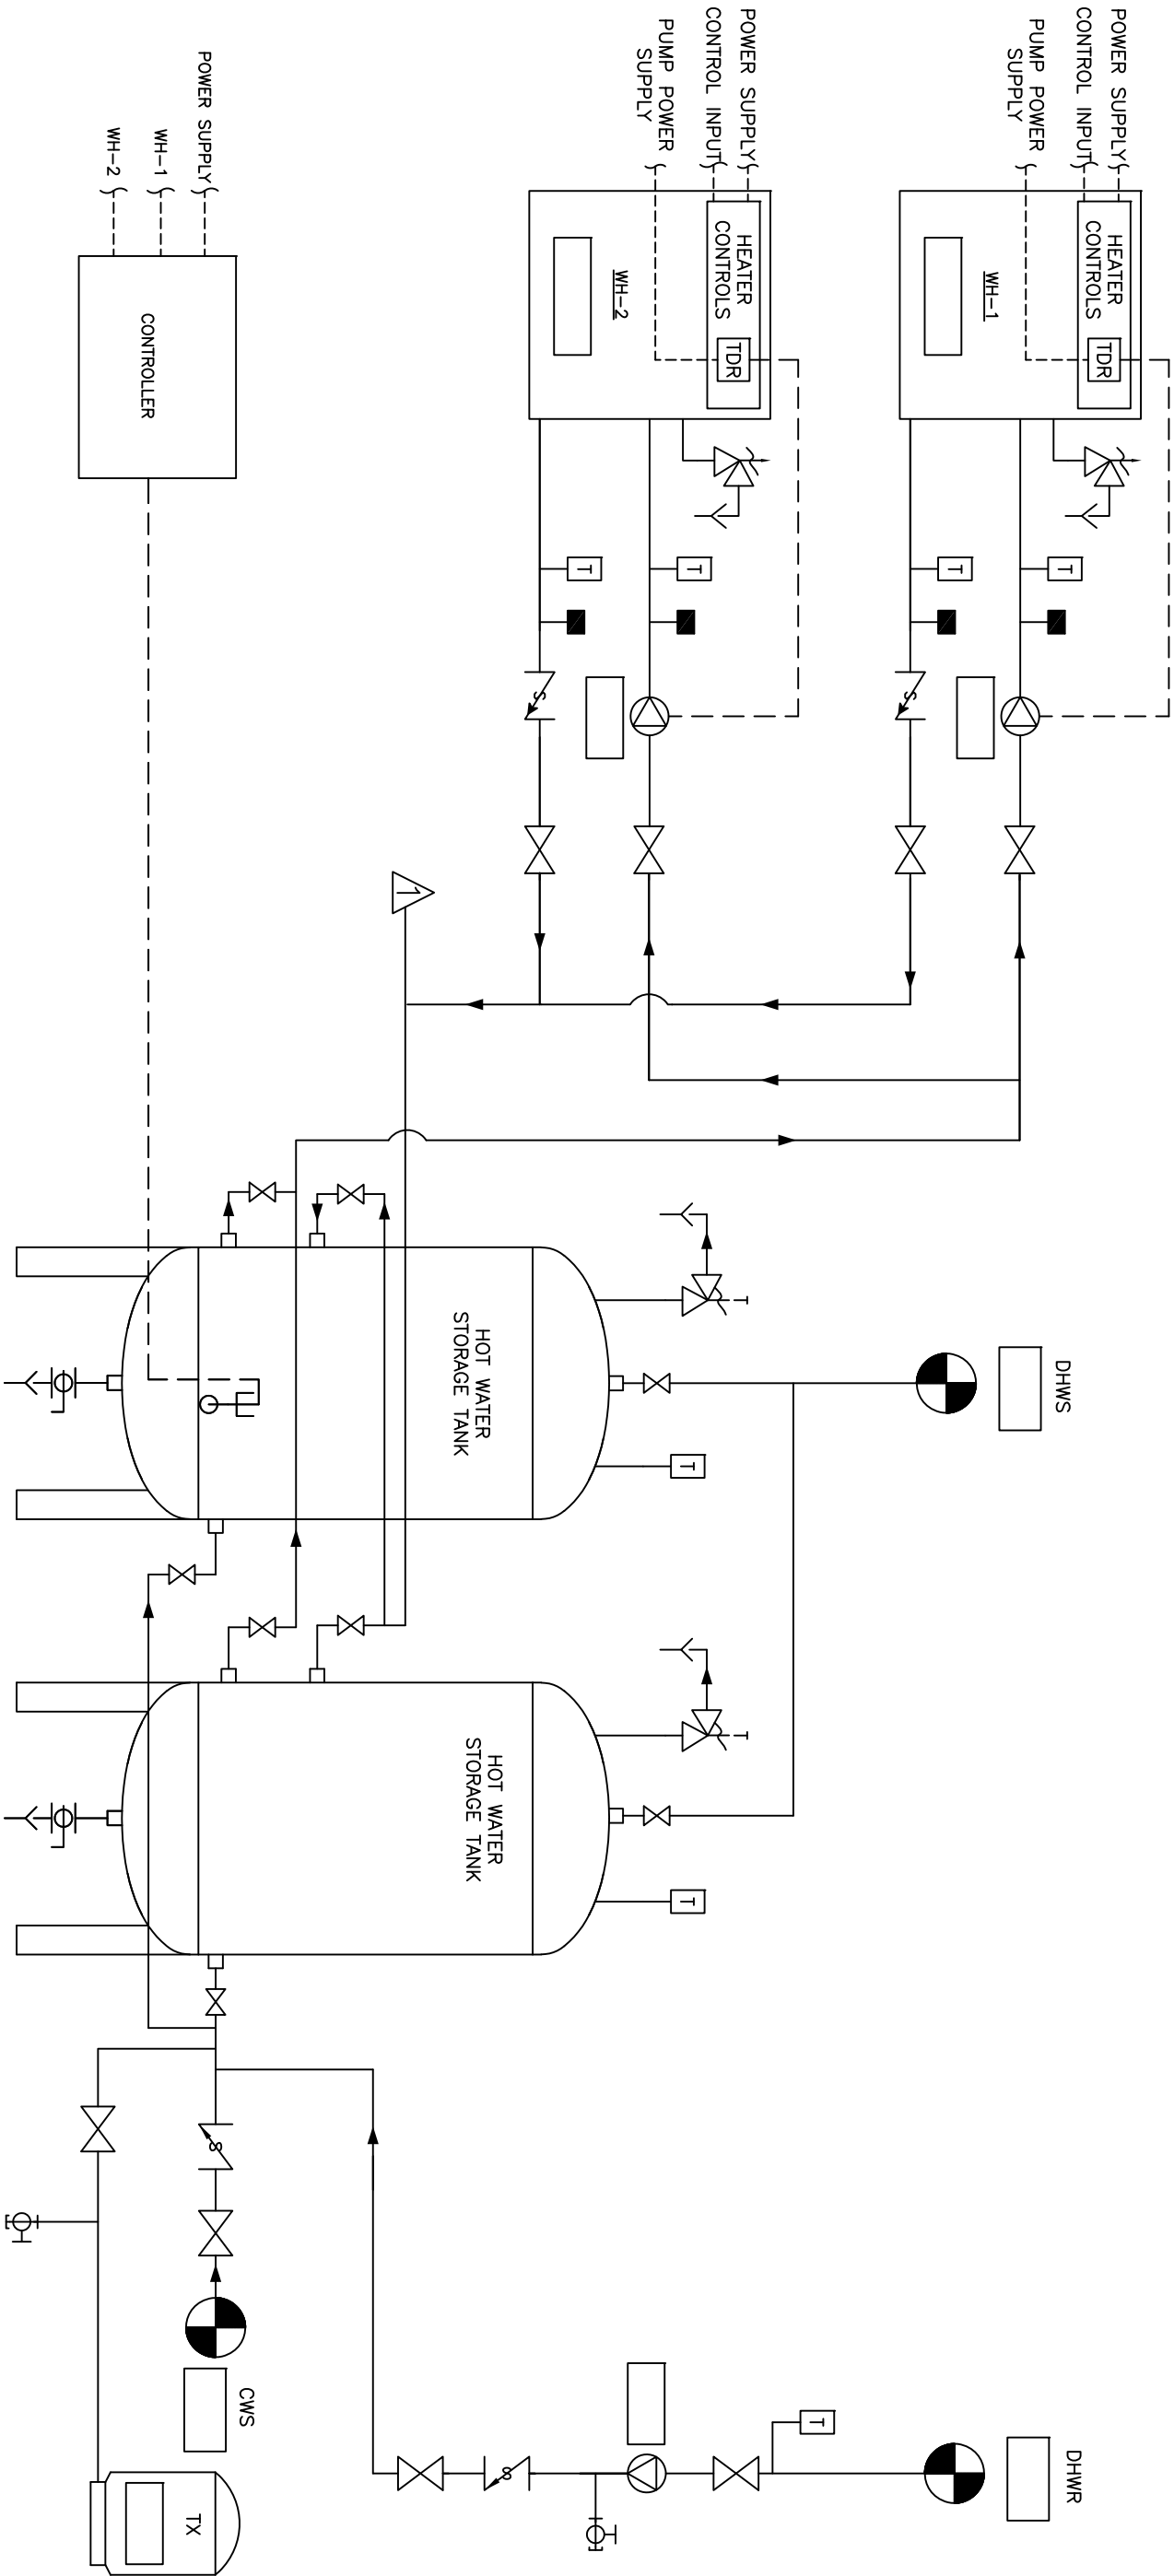 POWER SUPPLY
CONTROL INPUT
PUMP POWER
SUPPLY
HEATER
CONTROLS
TDR
WH-1
T
T
S
POWER SUPPLY
CONTROL INPUT
PUMP POWER
SUPPLY
HEATER
CONTROLS
TDR
WH-2
T
T
S
POWER SUPPLY
WH-1
WH-2
CONTROLLER
1
DHWS
HOT WATER
STORAGE TANK
T
HOT WATER
STORAGE TANK
T
DHWR
T
S
S
CWS
TX